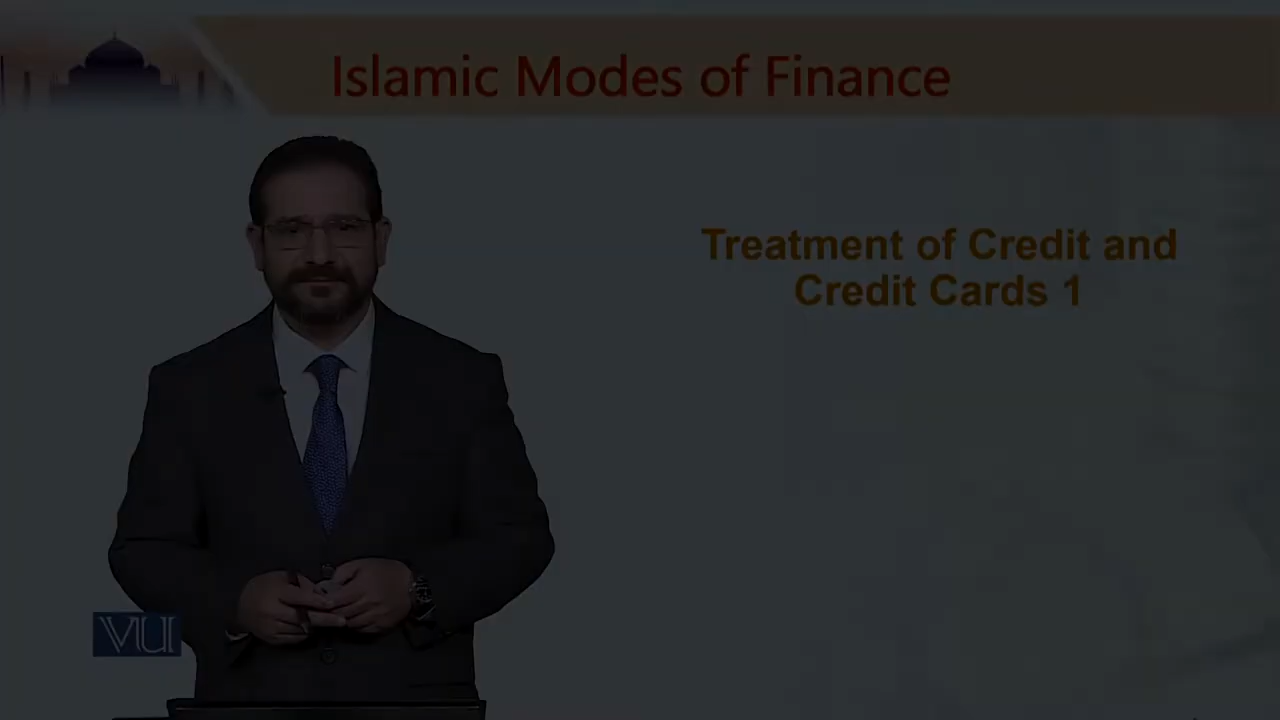 Islamic Modes of Finance
Treatment of Credit and
Credit Cards 1
VU